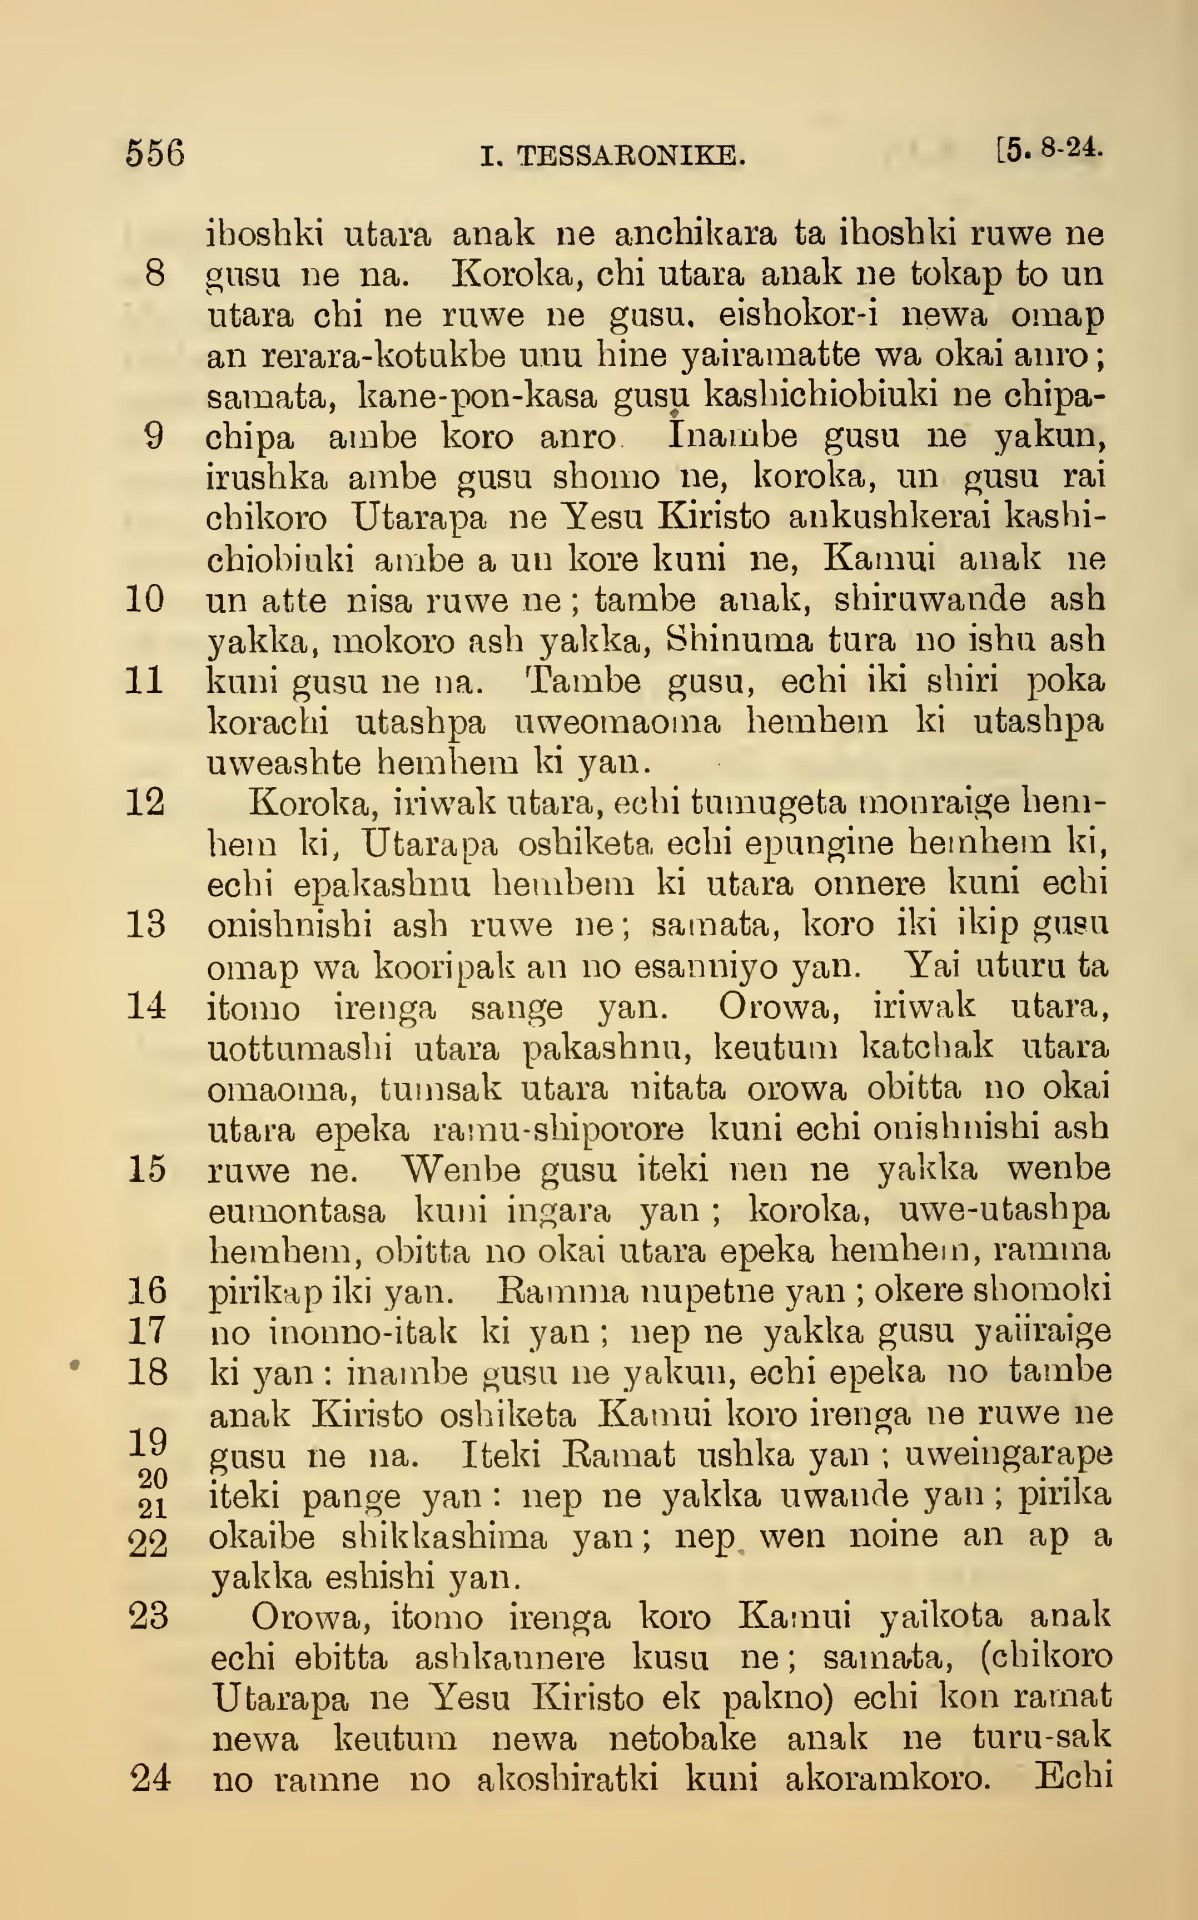 556 I. TESSARONIKE. [5. 8-24.
ihoshki utara anak ne anchikara ta ihoshki ruwe ne
8 gusu ne na. Koroka, chi utara anak ne tokap to un
utara chi ne ruwe ne gusu, eishokor-i newa omap
an rerara-kotukbe unu hine yairamatte wa okai anro;
samata, kane-pon-kasa gusu kashichiobiuki ne chipa-
9 chipa ambe koro anro. Inambe gusu ne yakun,
irushka ambe gusu shomo ne, koroka, un gusu rai
chikoro Utarapa ne Yesu Kiristo ankushkerai kashi-
chiobiuki ambe a un kore kuni ne, Kamui anak ne
10 un atte nisa ruwe ne; tambe anak, shiruwande ash
yakka, mokoro ash yakka, Shinuma tura no ishu ash
11 kuni gusu ne na. Tambe gusu, echi iki shiri poka
korachi utashpa uweomaoma hemhem ki utashpa
uweashte hemhem ki yan.
12 Koroka, iriwak utara, echi tumugeta monraige hem-
hem ki, Utarapa oshiketa echi epungine hemhem ki,
echi epakashnu hemhem ki utara onnere kuni echi
13 onishnishi ash ruwe ne; samata, koro iki ikip gusu
omap wa kooripak an no esanniyo yan. Yai uturu ta
14 itomo irenga sange yan. Orowa, iriwak utara,
uottumashi utara pakashnu, keutum katchak utara
omaoma, tumsak utara nitata orowa obitta no okai
utara epeka ramu-shiporore kuni echi onishnishi ash
15 ruwe ne. Wenbe gusu iteki nen ne yakka wenbe
eumontasa kuni ingara yan; koroka, uwe-utashpa
hemhem, obitta no okai utara epeka hemhem, ramma
16 pirikap iki yan. Ramma nupetne yan; okere shomoki
17 no inonno-itak ki yan; nep ne yakka gusu yaiiraige
18 ki yan: inambe gusu ne yakun, echi epeka no tambe
anak Kiristo oshiketa Kamui koro irenga ne ruwe ne
19 gusu ne na. Iteki Ramat ushka yan; uweingarape
20
21 iteki pange yan: nep ne yakka uwande yan; pirika
22 okaibe shikkashima yan; nep wen noine an ap a
yakka eshishi yan.
23 Orowa, itomo irenga koro Kamui yaikota anak
echi ebitta ashkannere kusu ne; samata, (chikoro
Utarapa ne Yesu Kiristo ek pakno) echi kon ramat
newa keutum newa netobake anak ne turu-sak
24 no ramne no akoshiratki kuni akoramkoro. Echi